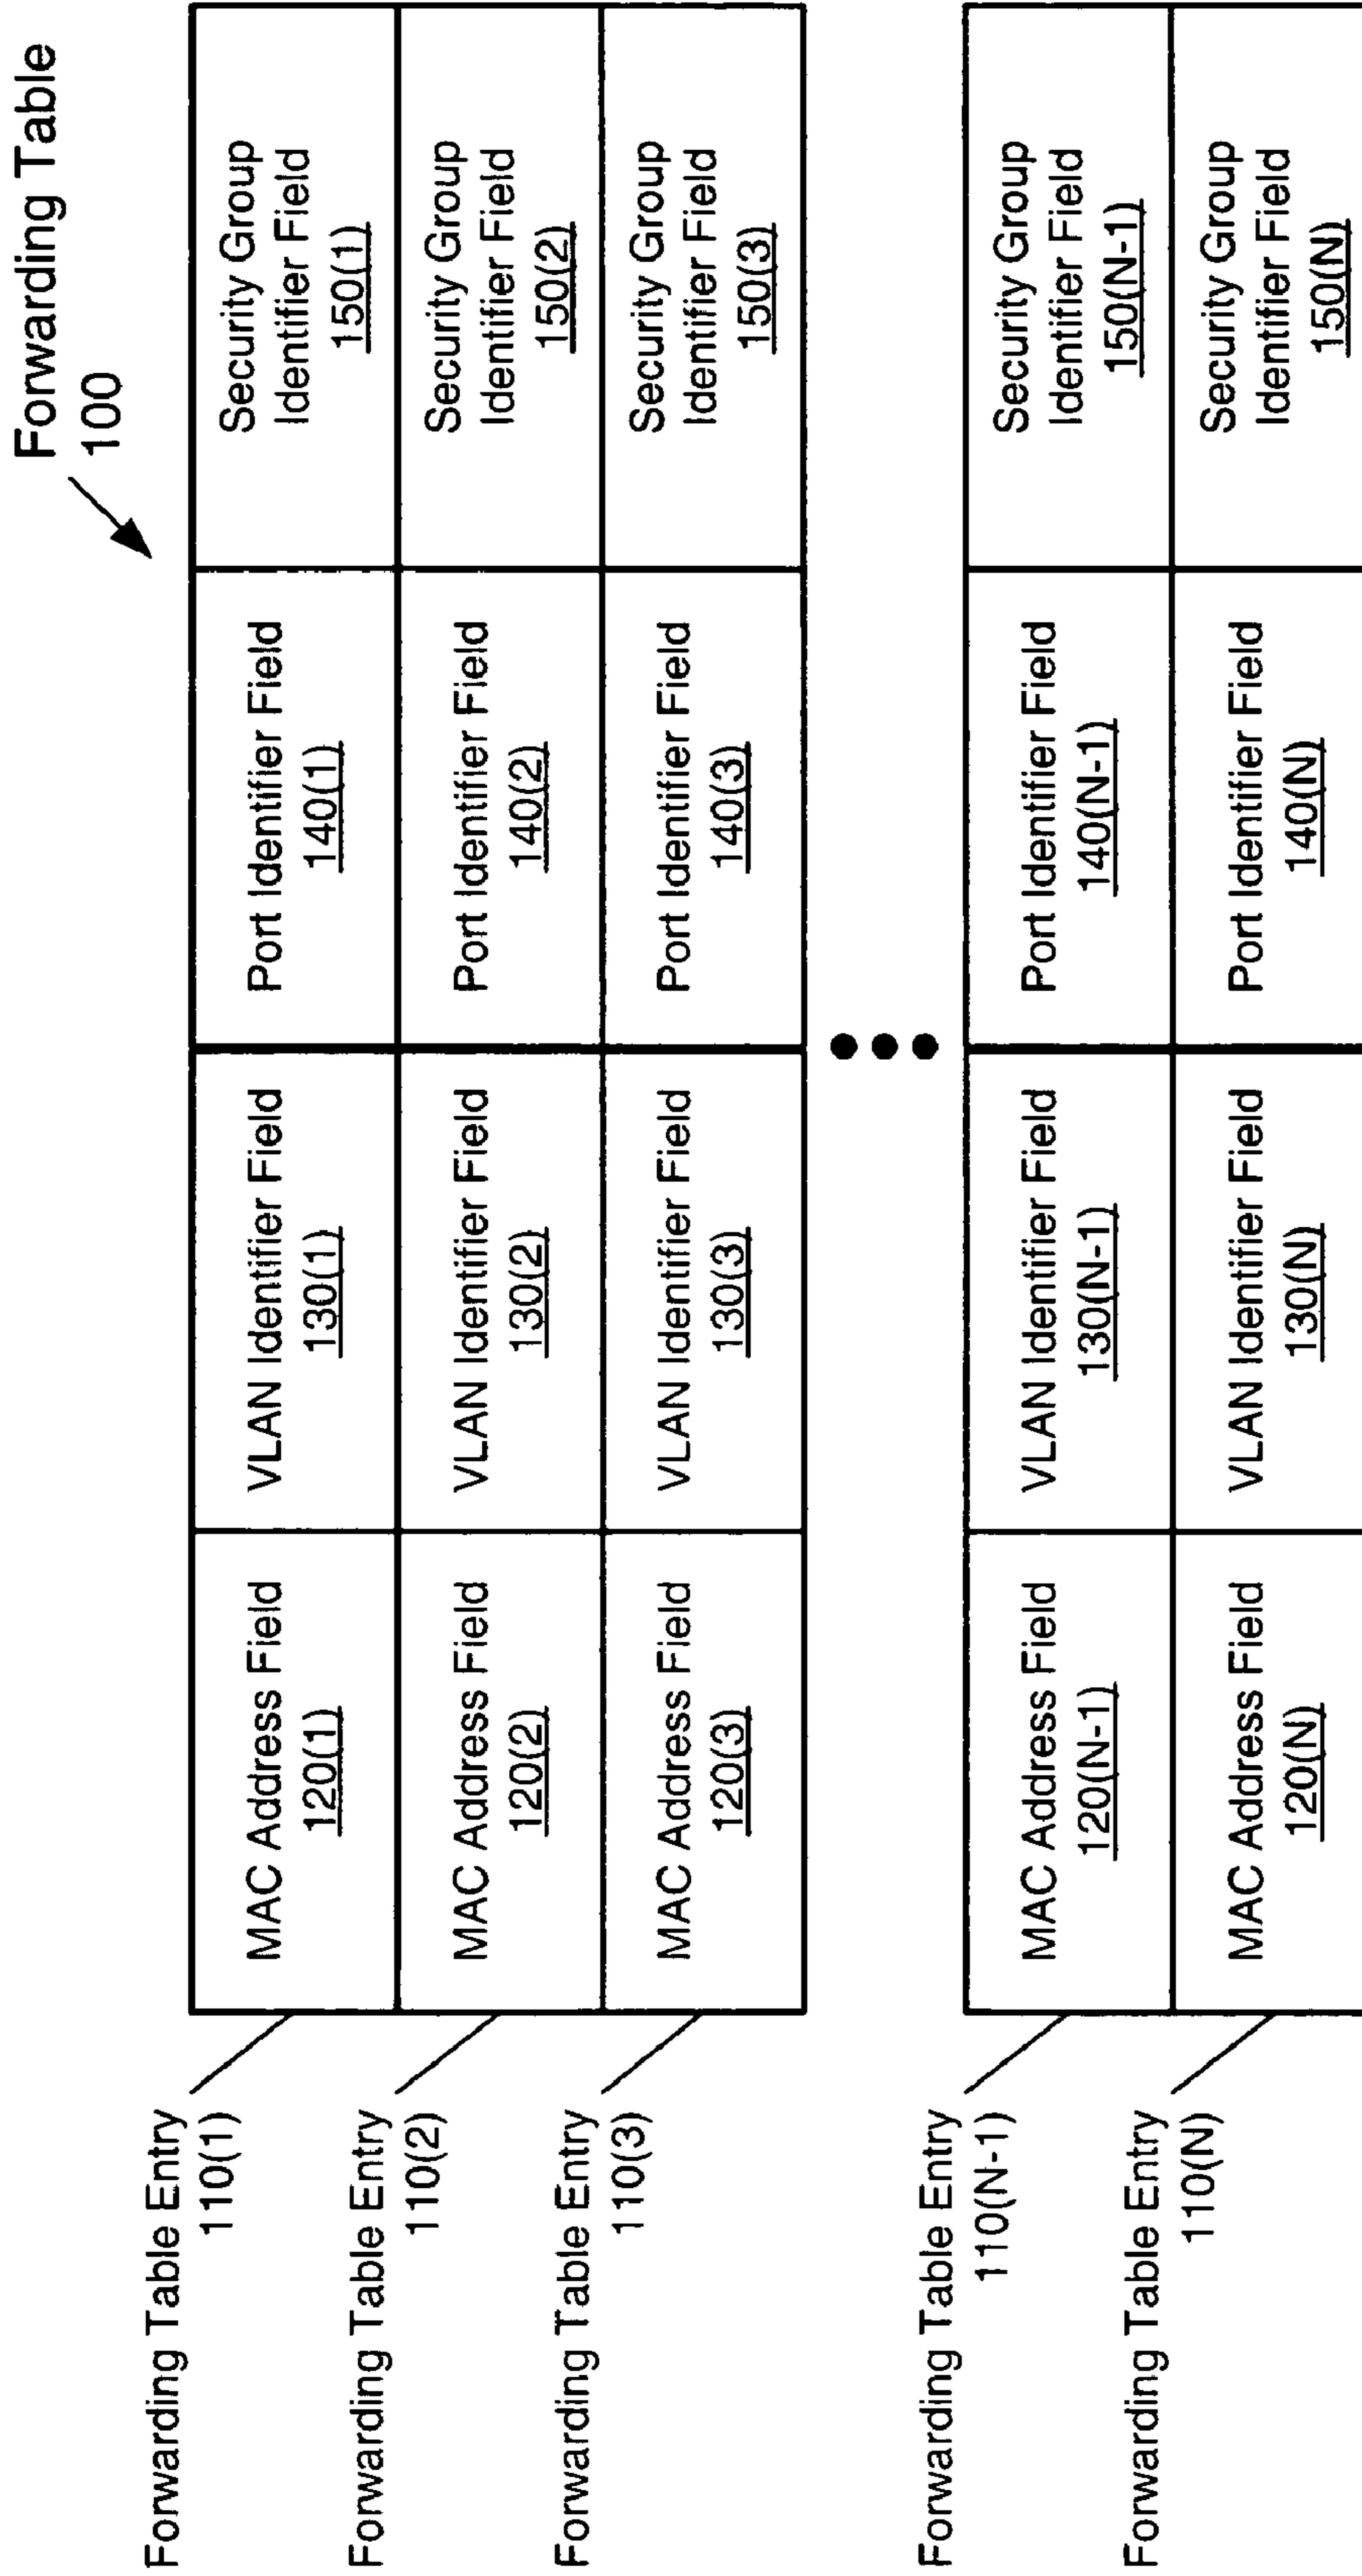 Forwarding Table
100
Forwarding Table Entry
110(1)
MAC Address Field
120(1)
VLAN Identifier Field
130(1)
Port Identifier Field
140(1)
Security Group
Identifier Field
150(1)
Forwarding Table Entry
110(2)
MAC Address Field
120(2)
VLAN Identifier Field
130(2)
Port Identifier Field
140(2)
Security Group
Identifier Field
150(2)
Forwarding Table Entry
110(3)
MAC Address Field
120(3)
VLAN Identifier Field
130(3)
Port Identifier Field
140(3)
Security Group
Identifier Field
150(3)
Forwarding Table Entry
110(N-1)
MAC Address Field
120(N-1)
VLAN Identifier Field
130(N-1)
Port Identifier Field
140(N-1)
Security Group
Identifier Field
150(N-1)
Forwarding Table Entry
110(N)
MAC Address Field
120(N)
VLAN Identifier Field
130(N)
Port Identifier Field
140(N)
Security Group
Identifier Field
150(N)